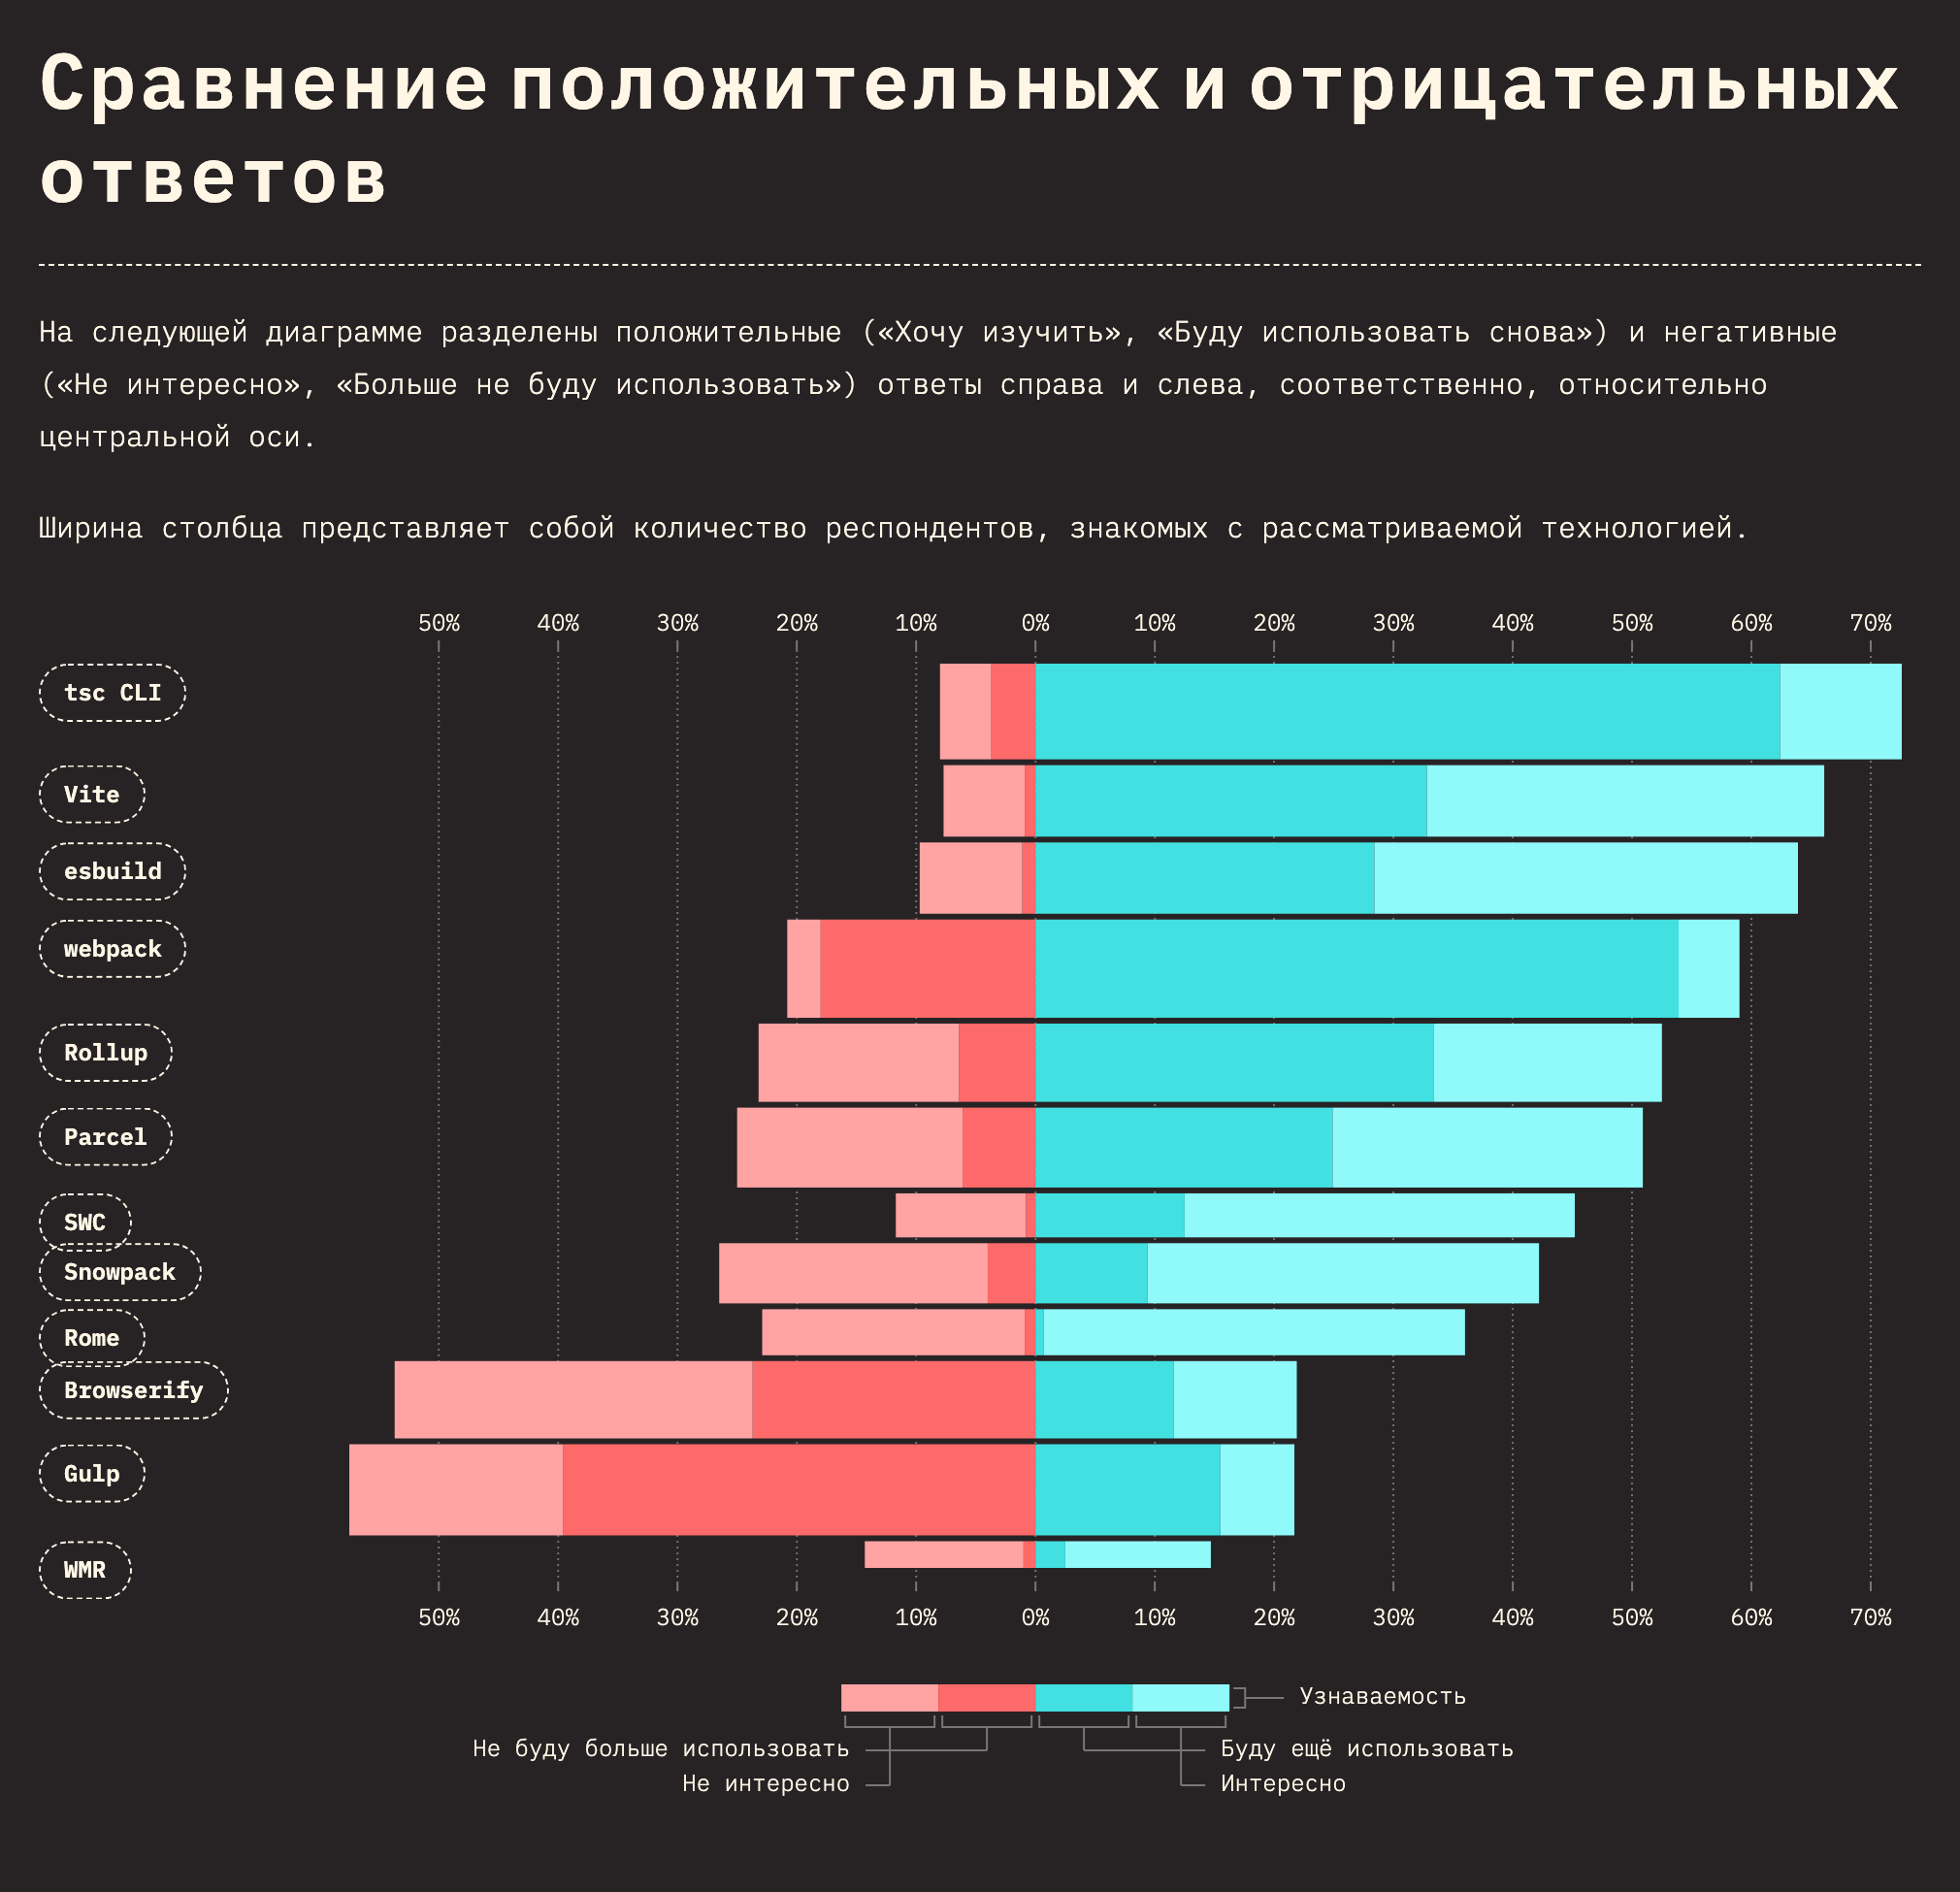 Сравнение положительных и отрицательных
ответов
На следующей диаграмме разделены положительные («Хочу изучить», «Буду использовать снова») и негативные
(«Не интересно», «Больше не буду использовать») ответы справа и слева, соответственно, относительно
центральной оси.
Ширина столбца представляет собой количество респондентов, знакомых с рассматриваемой технологией.
50% 40% 30% 20% 10% 0% 10% 20% 30% 40% 50% 60% 70%
tsc CLI
Vite
esbuild
webpack
Rollup
Parcel
SWC
Snowpack
Rome
Browserify
Gulp
WMR
50% 40% 30% 20% 10% 0% 10% 20% 30% 40% 50% 60% 70%
Узнаваемость
Не буду больше использовать Буду ещё использовать
Не интересно Интересно